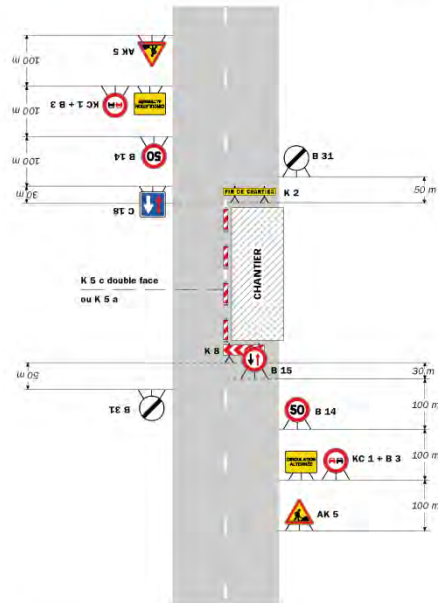 AK 5
100 m
KC 1 + B 3
CIRCULATION
ALTERNÉE
100 m
50
B 14
100 m
C 18
30 m
B 31
FIN DE CHANTIER
K 2
50 m
CHANTIER
K 5 c double face
ou K 5 a
K 8
B 15
50 m
30 m
B 31
50
B 14
100 m
CIRCULATION
ALTERNÉE
KC 1 + B 3
100 m
AK 5
100 m